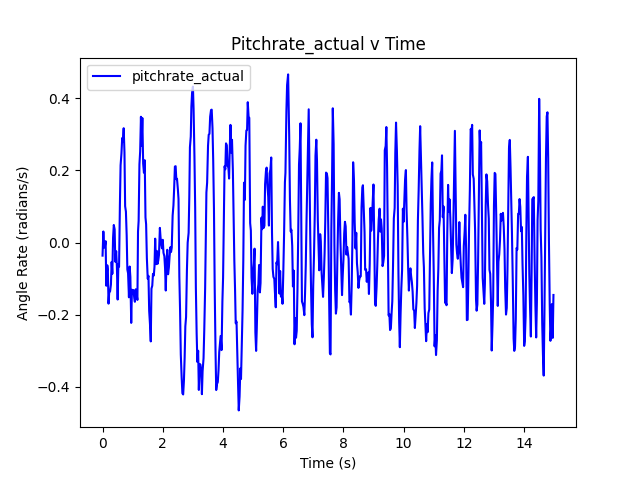 Pitchrate_actual v Time
pitchrate_actual
Angle Rate (radians/s)
0.4
0.2
0.0
−0.2
−0.4
0 2 4 6 8 10 12 14
Time (s)